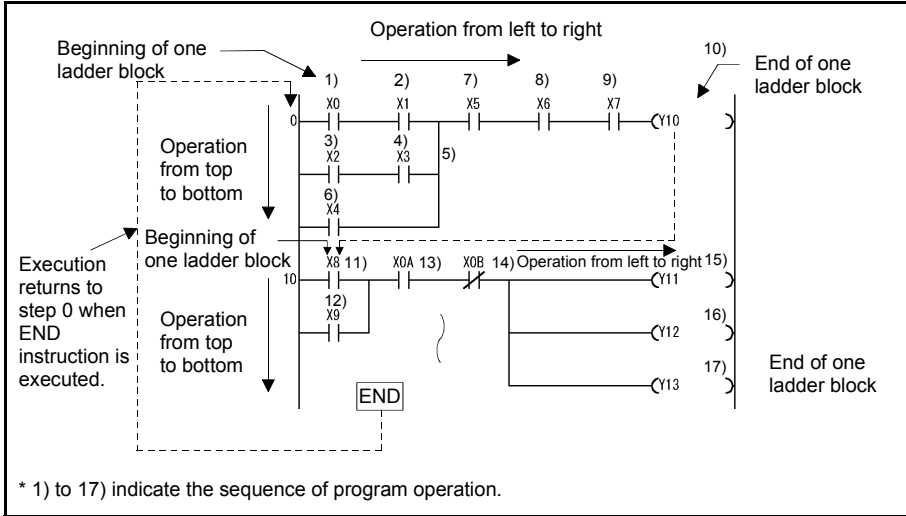 Operation from left to right
Beginning of one
ladder block
10)
End of one
ladder block
1) 2) 7) 8) 9)
X0 X1 X5 X6 X7
0 Y10
Operation
from top
to bottom
3) 4) 5)
X2 X3
6)
X4
Beginning of
one ladder block
Execution
returns to
step 0 when
END
instruction is
executed.
X8 11) X0A 13) X0B 14) Operation from left to right 15)
10 Y11
12)
X9
16)
Y12
Operation
from top
to bottom
17)
Y13
End of one
ladder block
END
* 1) to 17) indicate the sequence of program operation.